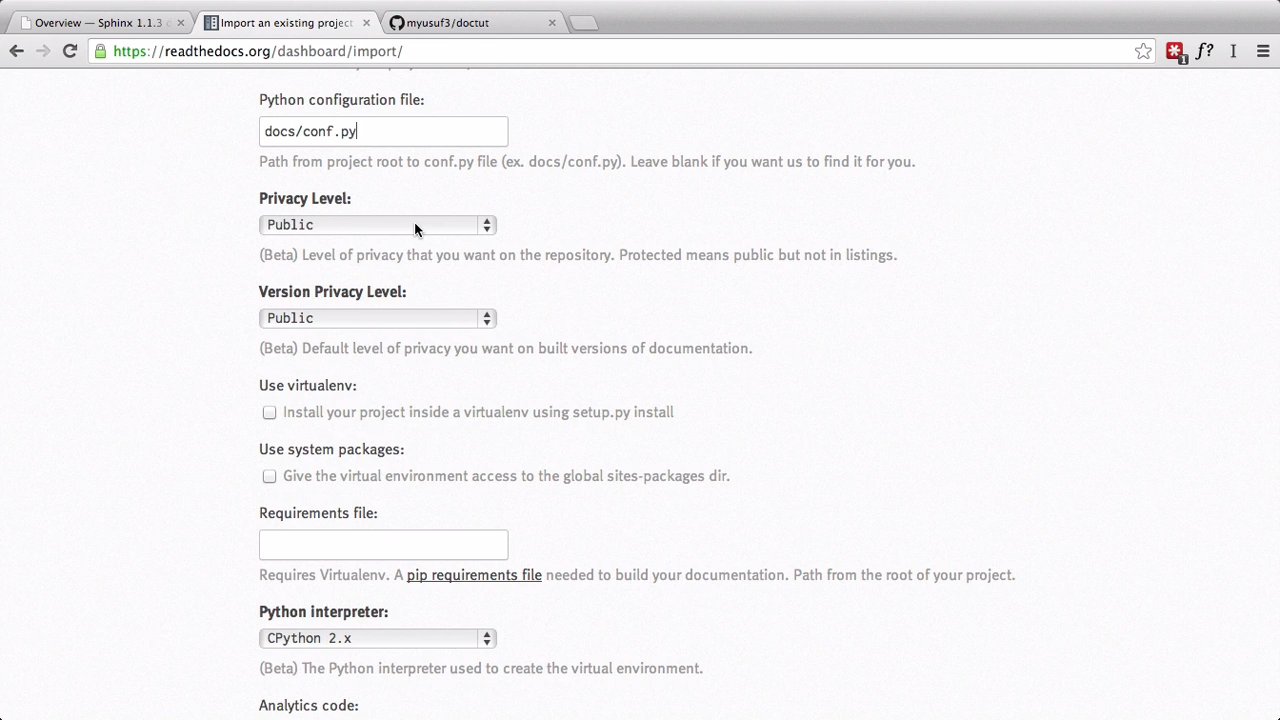 Overview — Sphinx 1.1.3
Import an existing project
myusuf3/doctut
https://readthedocs.org/dashboard/import/
1
f?
Python configuration file:
docs/conf.py
Path from project root to conf.py file (ex. docs/conf.py). Leave blank if you want us to find it for you.
Privacy Level:
Public
(Beta) Level of privacy that you want on the repository. Protected means public but not in listings.
Version Privacy Level:
Public
(Beta) Default level of privacy you want on built versions of documentation.
Use virtualenv:
Install your project inside a virtualenv using setup.py install
Use system packages:
Give the virtual environment access to the global sites-packages dir.
Requirements file:
Requires Virtualenv. A pip requirements file needed to build your documentation. Path from the root of your project.
Python interpreter:
CPython 2.x
(Beta) The Python interpreter used to create the virtual environment.
Analytics code: